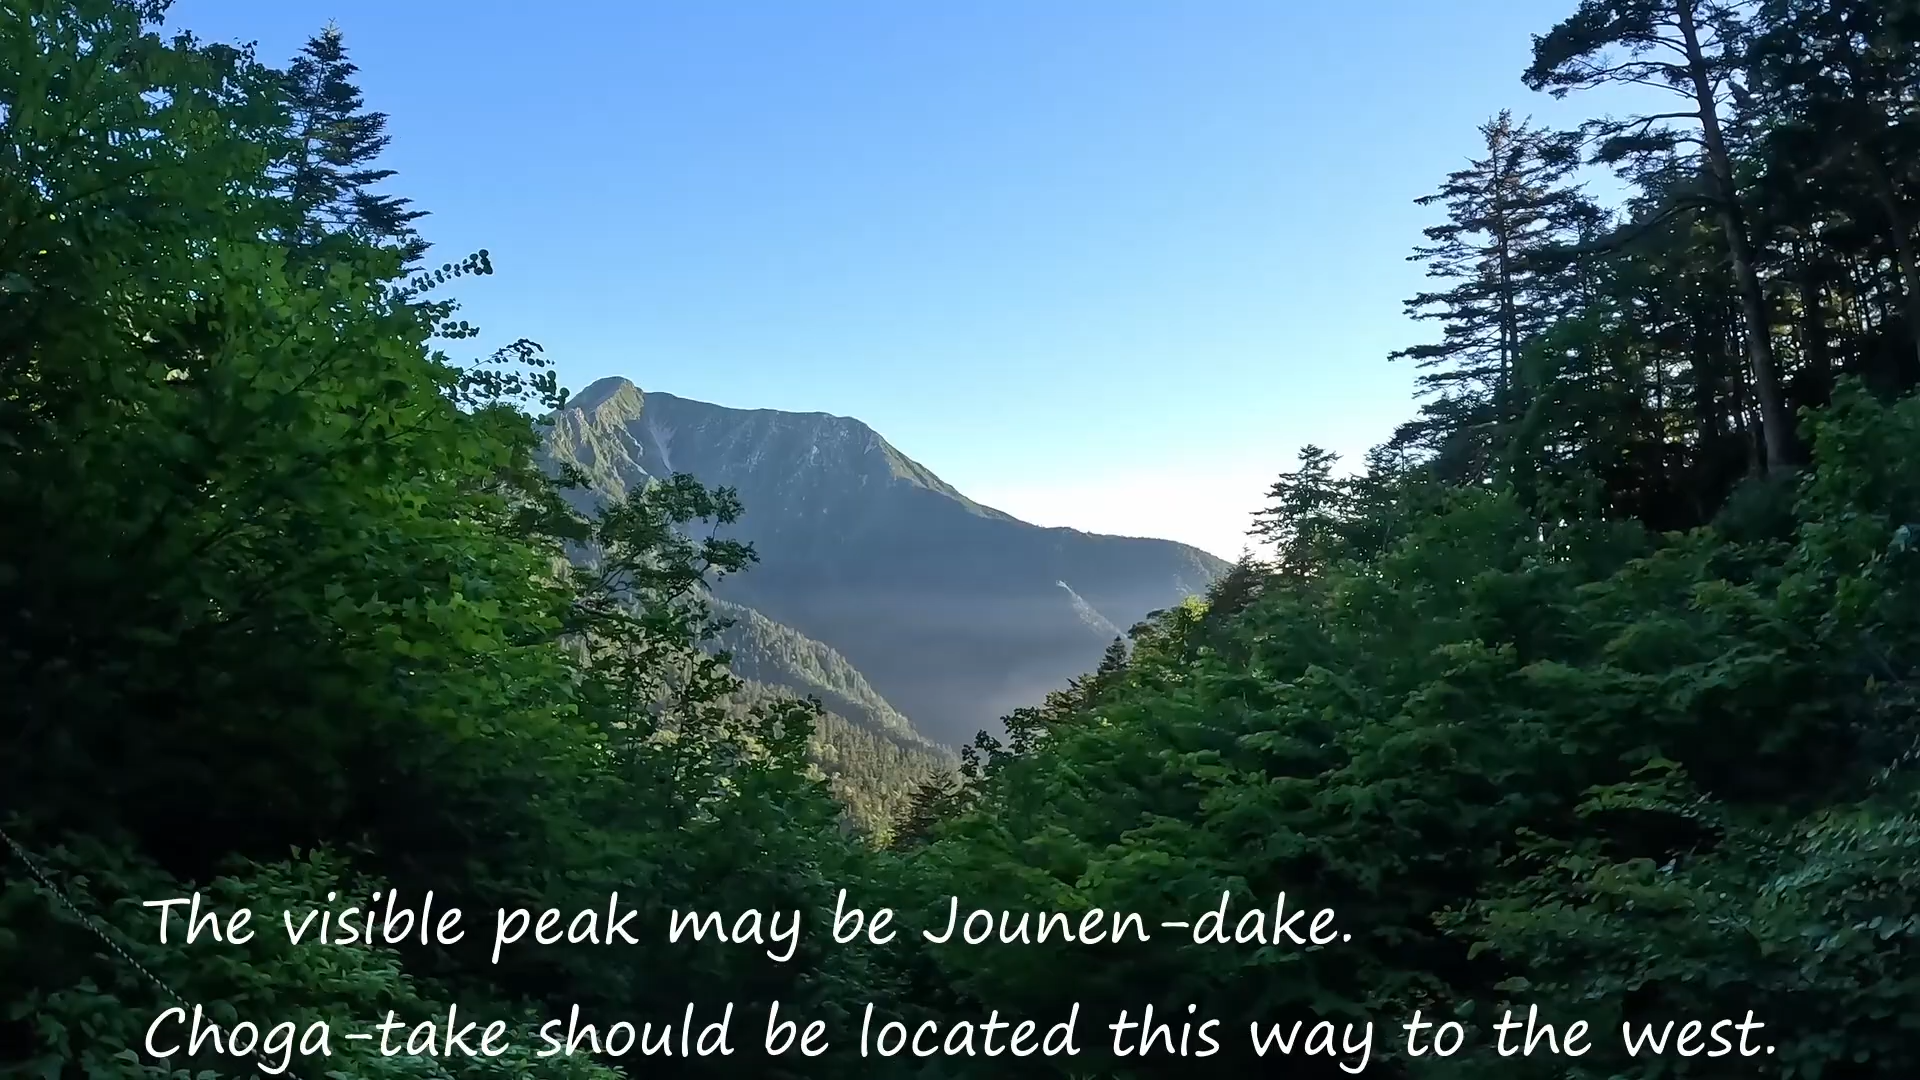 The visible peak may be Jounen-dake.
Choga-take should be located this way to the west.